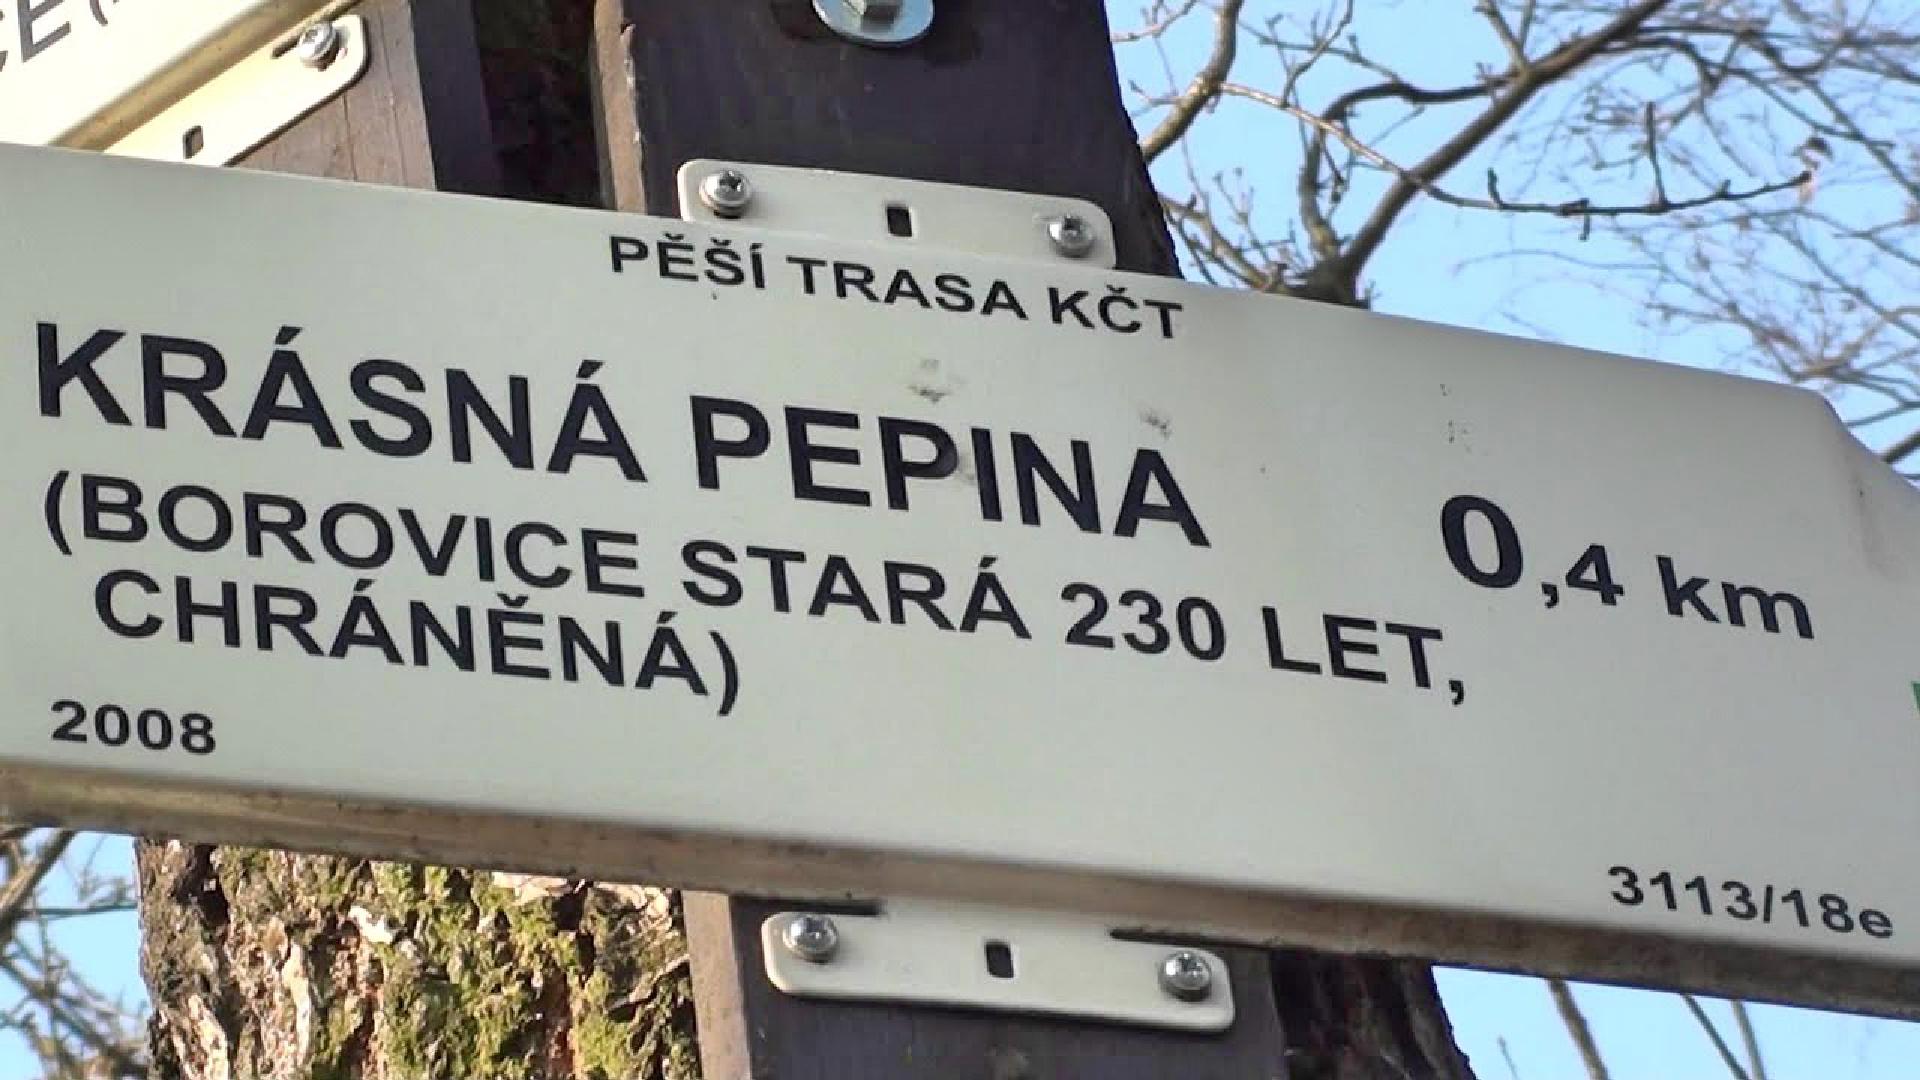 PĚŠÍ TRASA KČT
KRÁSNÁ PEPINA
0,4 km
(BOROVICE STARÁ 230 LET,
CHRÁNĚNÁ)
2008
3113/18e